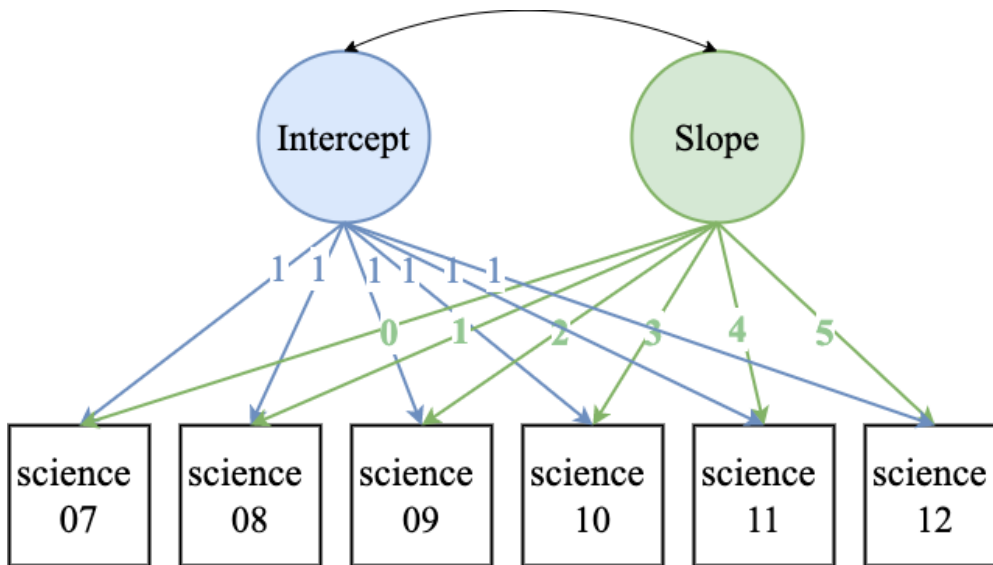 Intercept
Slope
1 1 1 1 1 1
0 1 2 3 4 5
science
07
science
08
science
09
science
10
science
11
science
12